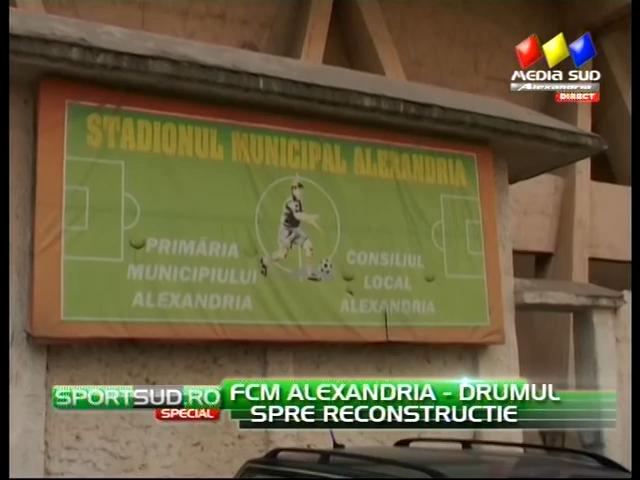 MEDIA SUD
Alexandria
DIRECT
STADIONUL MUNICIPAL ALEXANDRIA
PRIMĂRIA
MUNICIPIULUI
ALEXANDRIA
CONSILIUL
LOCAL
ALEXANDRIA
SPORTSUD.RO
SPECIAL
FCM ALEXANDRIA - DRUMUL
SPRE RECONSTRUCTIE